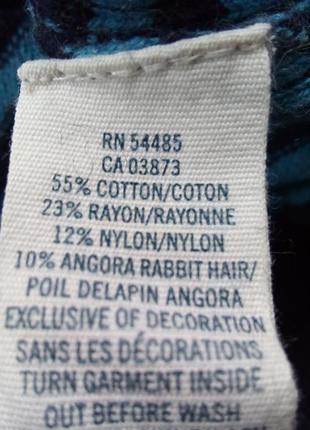 RN 54485
CA 03873
55% COTTON/COTON
23% RAYON/RAYONNE
12% NYLON/NYLON
10% ANGORA RABBIT HAIR/
POIL DELAPIN ANGORA
EXCLUSIVE OF DECORATION
SANS LES DÉCORATIONS
TURN GARMENT INSIDE
OUT BEFORE WASH